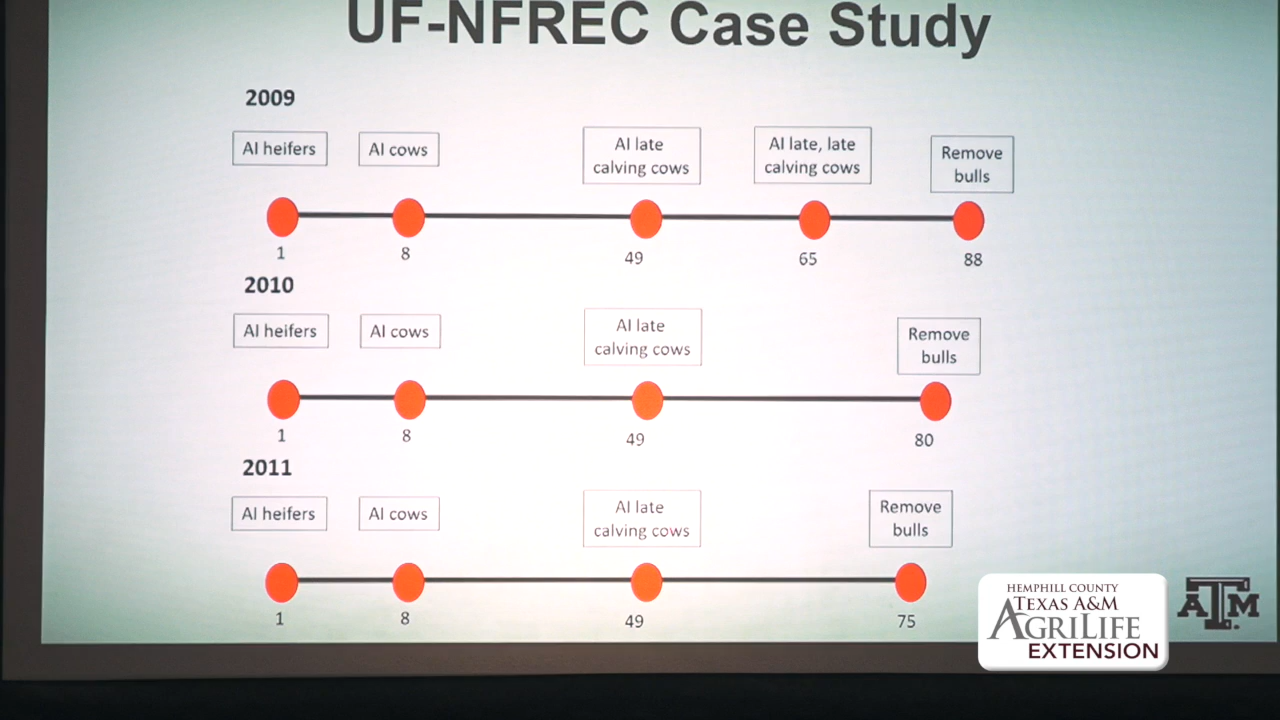 UF-NFREC Case Study
2009
AI heifers
AI cows
AI late
calving cows
AI late, late
calving cows
Remove
bulls
1
8
49
65
88
2010
AI heifers
AI cows
AI late
calving cows
Remove
bulls
1
8
49
80
2011
AI heifers
AI cows
AI late
calving cows
Remove
bulls
1
8
49
75
HEMPHILL COUNTY
TEXAS A&M
AGRILIFE
EXTENSION
ATM